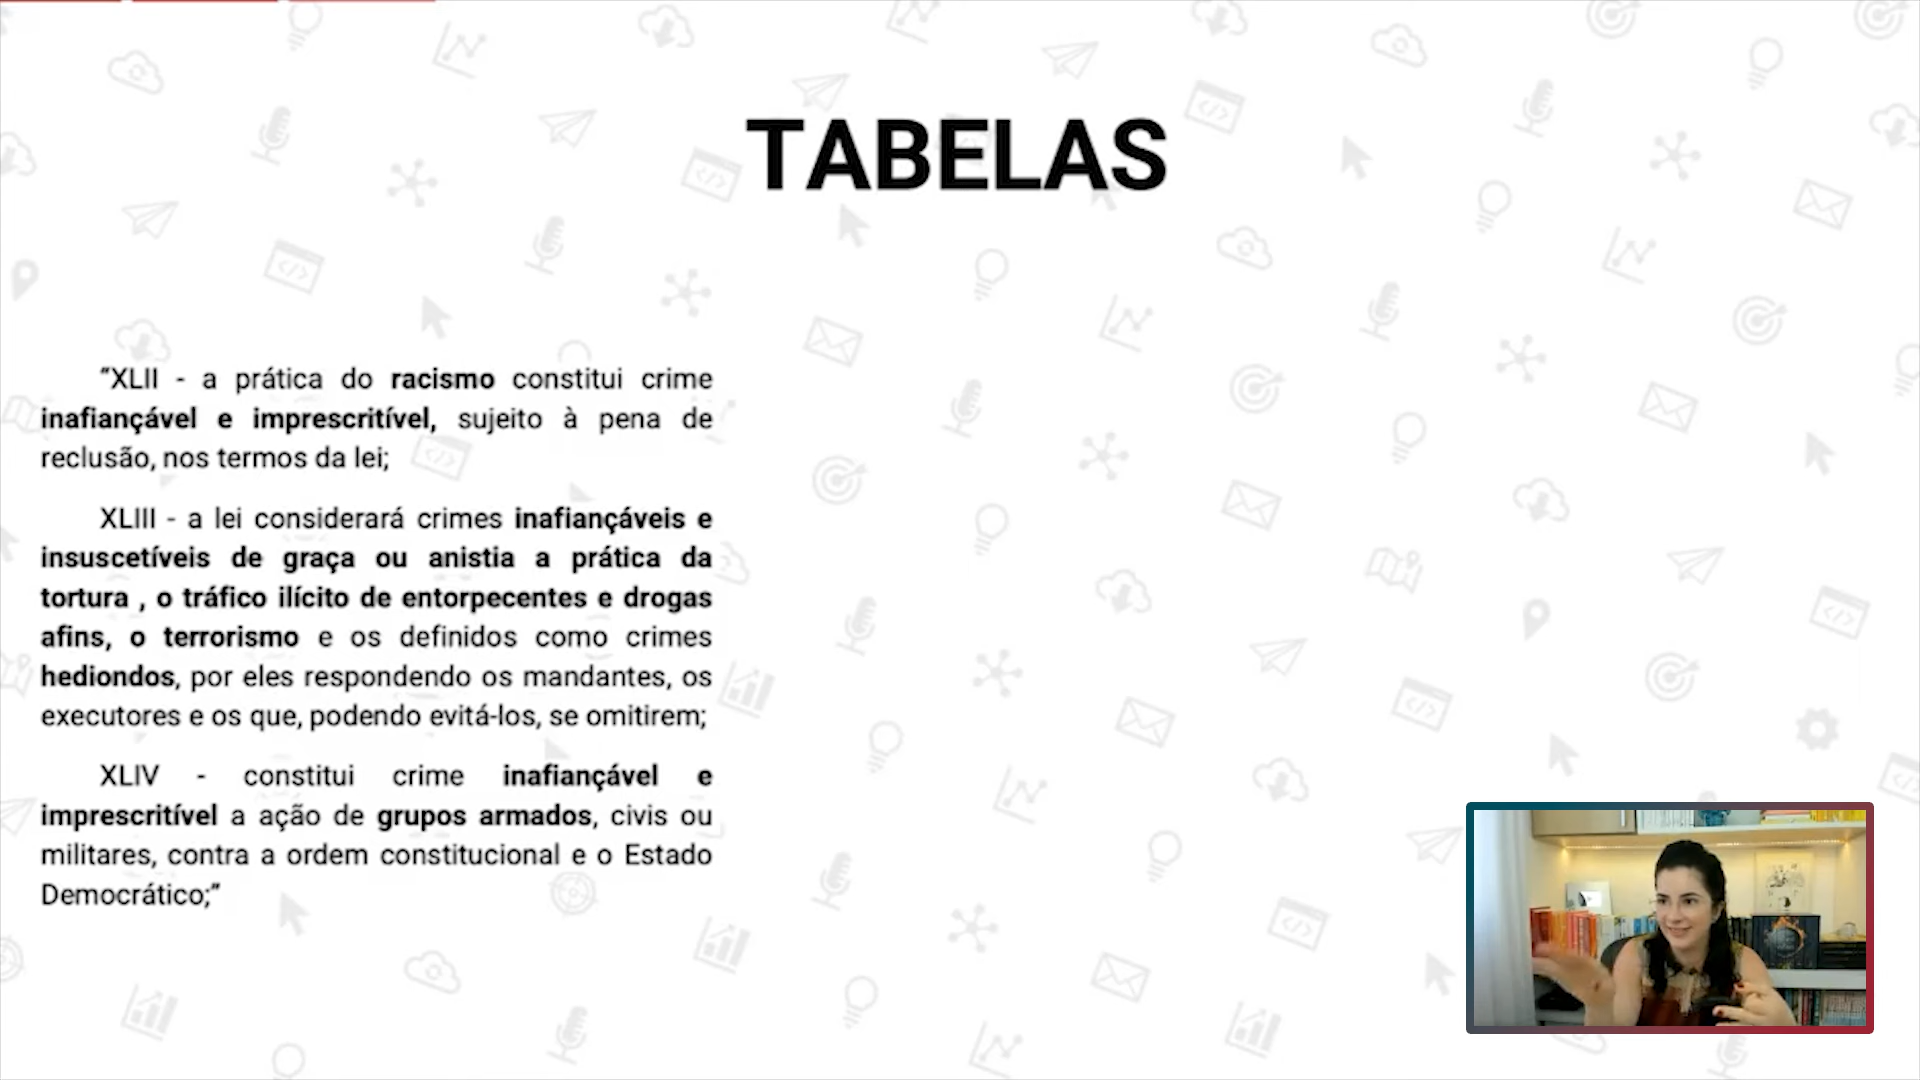 TABELAS
“XLII - a prática do racismo constitui crime
inafiançável e imprescritível, sujeito à pena de
reclusão, nos termos da lei;
XLIII - a lei considerará crimes inafiançáveis e
insuscetíveis de graça ou anistia a prática da
tortura , o tráfico ilícito de entorpecentes e drogas
afins, o terrorismo e os definidos como crimes
hediondos, por eles respondendo os mandantes, os
executores e os que, podendo evitá-los, se omitirem;
XLIV - constitui crime inafiançável e
imprescritível a ação de grupos armados, civis ou
militares, contra a ordem constitucional e o Estado
Democrático;”